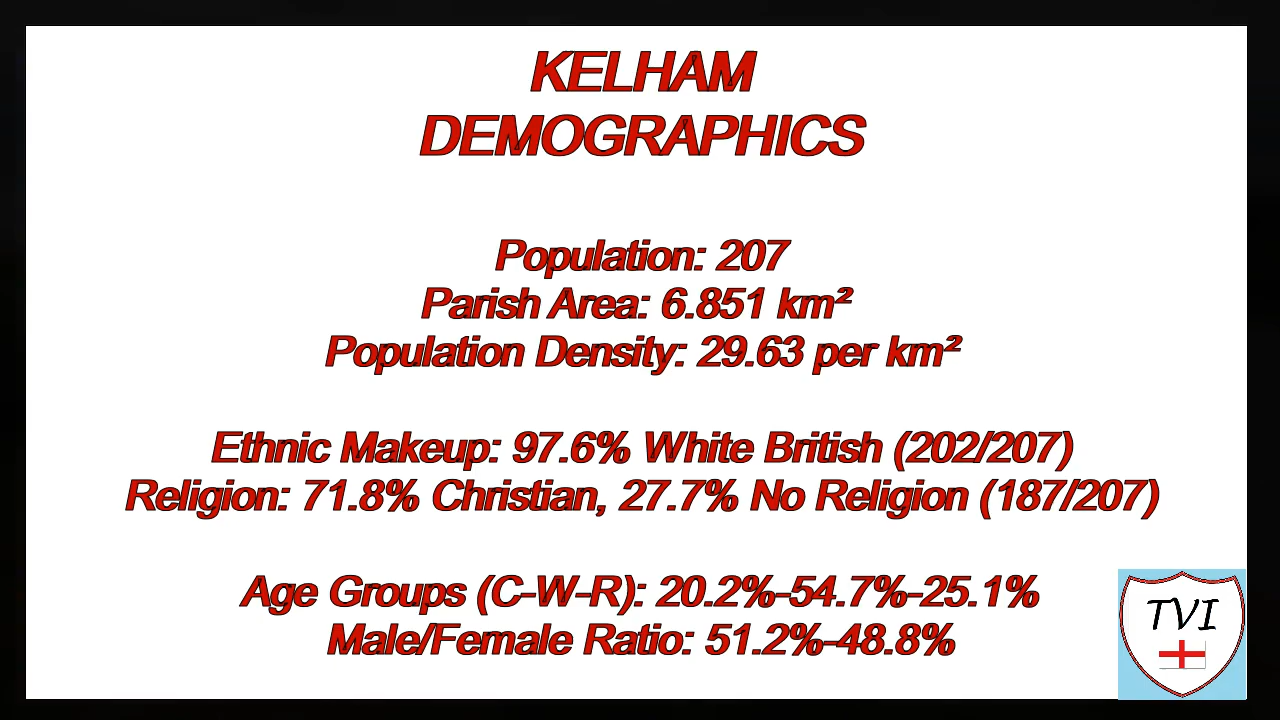 KELHAM
DEMOGRAPHICS
Population: 207
Parish Area: 6.851 km²
Population Density: 29.63 per km²
Ethnic Makeup: 97.6% White British (202/207)
Religion: 71.8% Christian, 27.7% No Religion (187/207)
Age Groups (C-W-R): 20.2%-54.7%-25.1%
Male/Female Ratio: 51.2%-48.8%
TVI